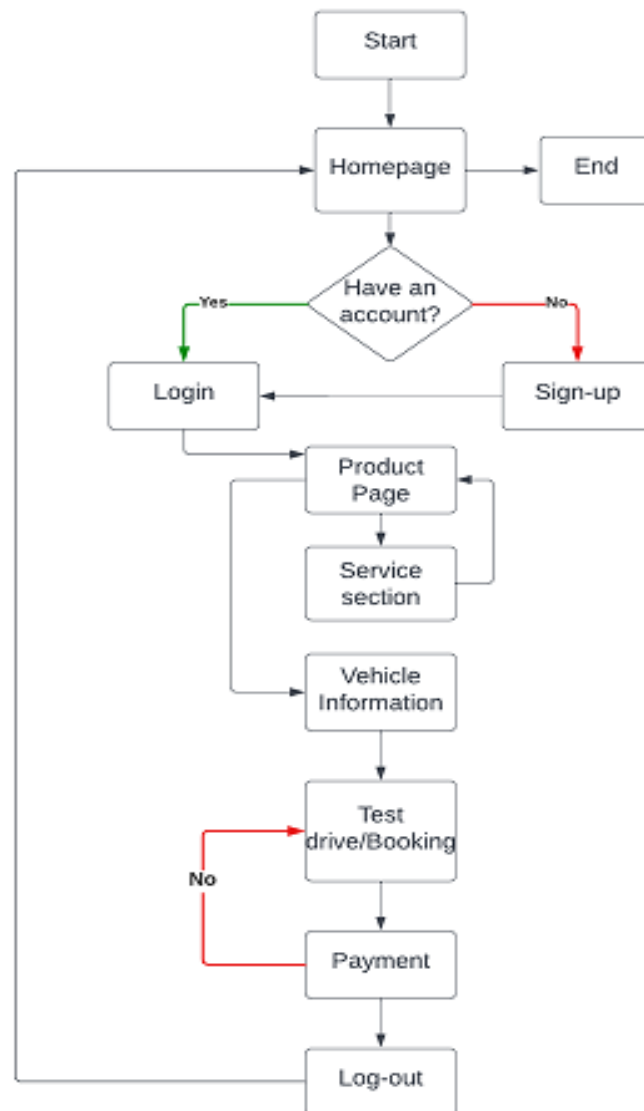 Start
Homepage
End
Have an
account?
Yes
No
Login
Sign-up
Product
Page
Service
section
Vehicle
Information
Test
drive/Booking
No
Payment
Log-out